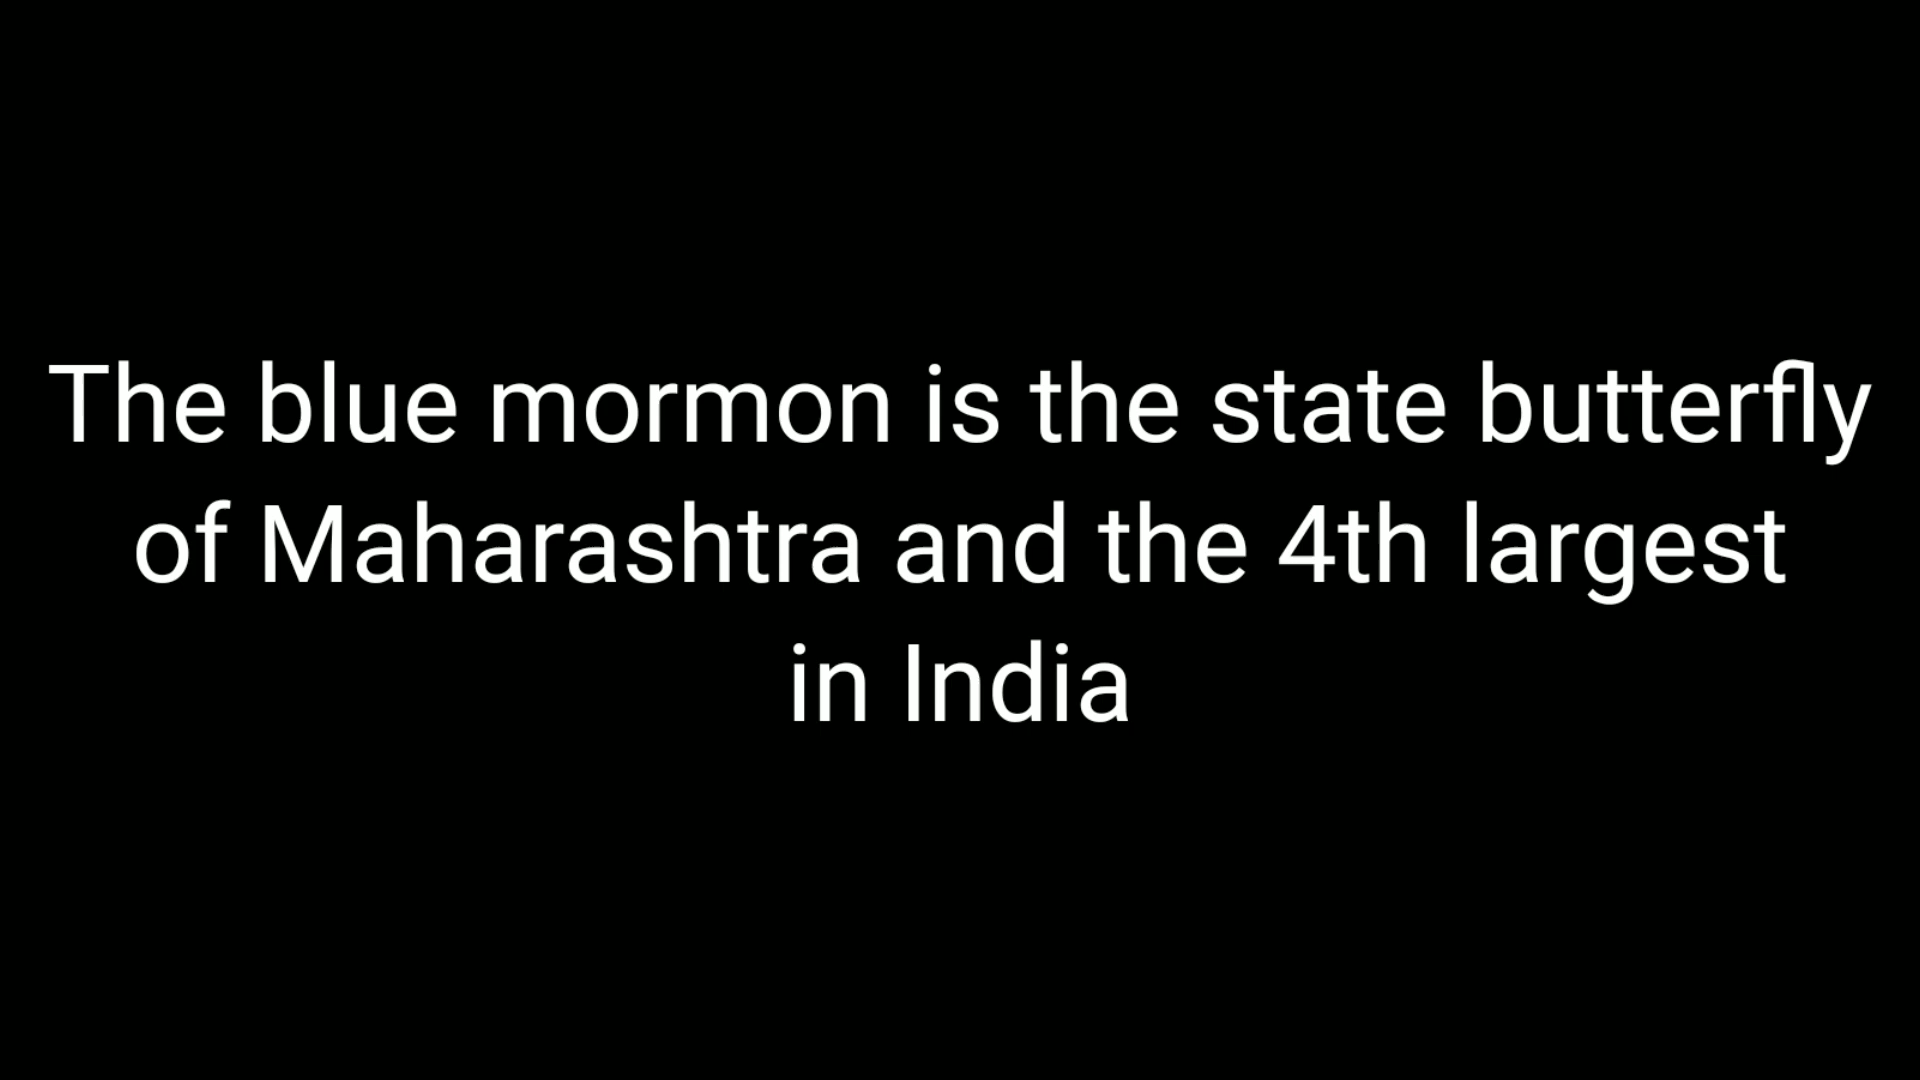 The blue mormon is the state butterfly
of Maharashtra and the 4th largest
in India